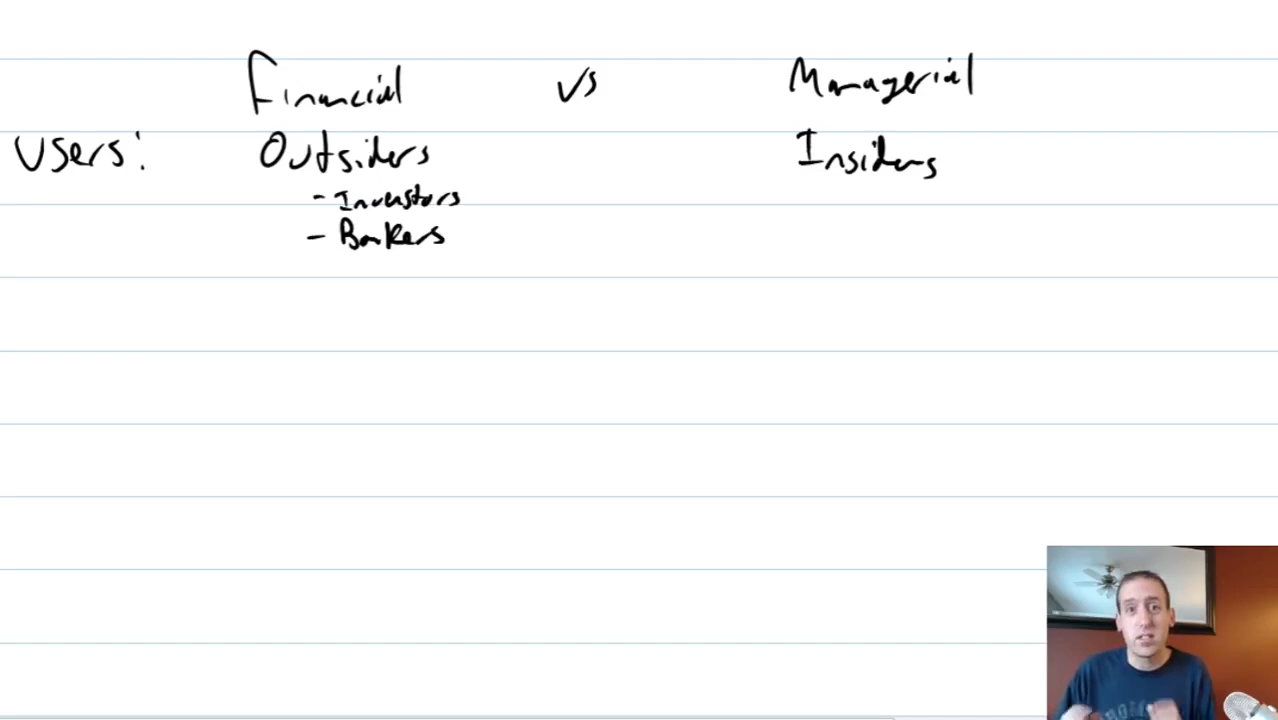 Financial vs Managerial
Users: Outsiders Insiders
- Investors
- Bankers